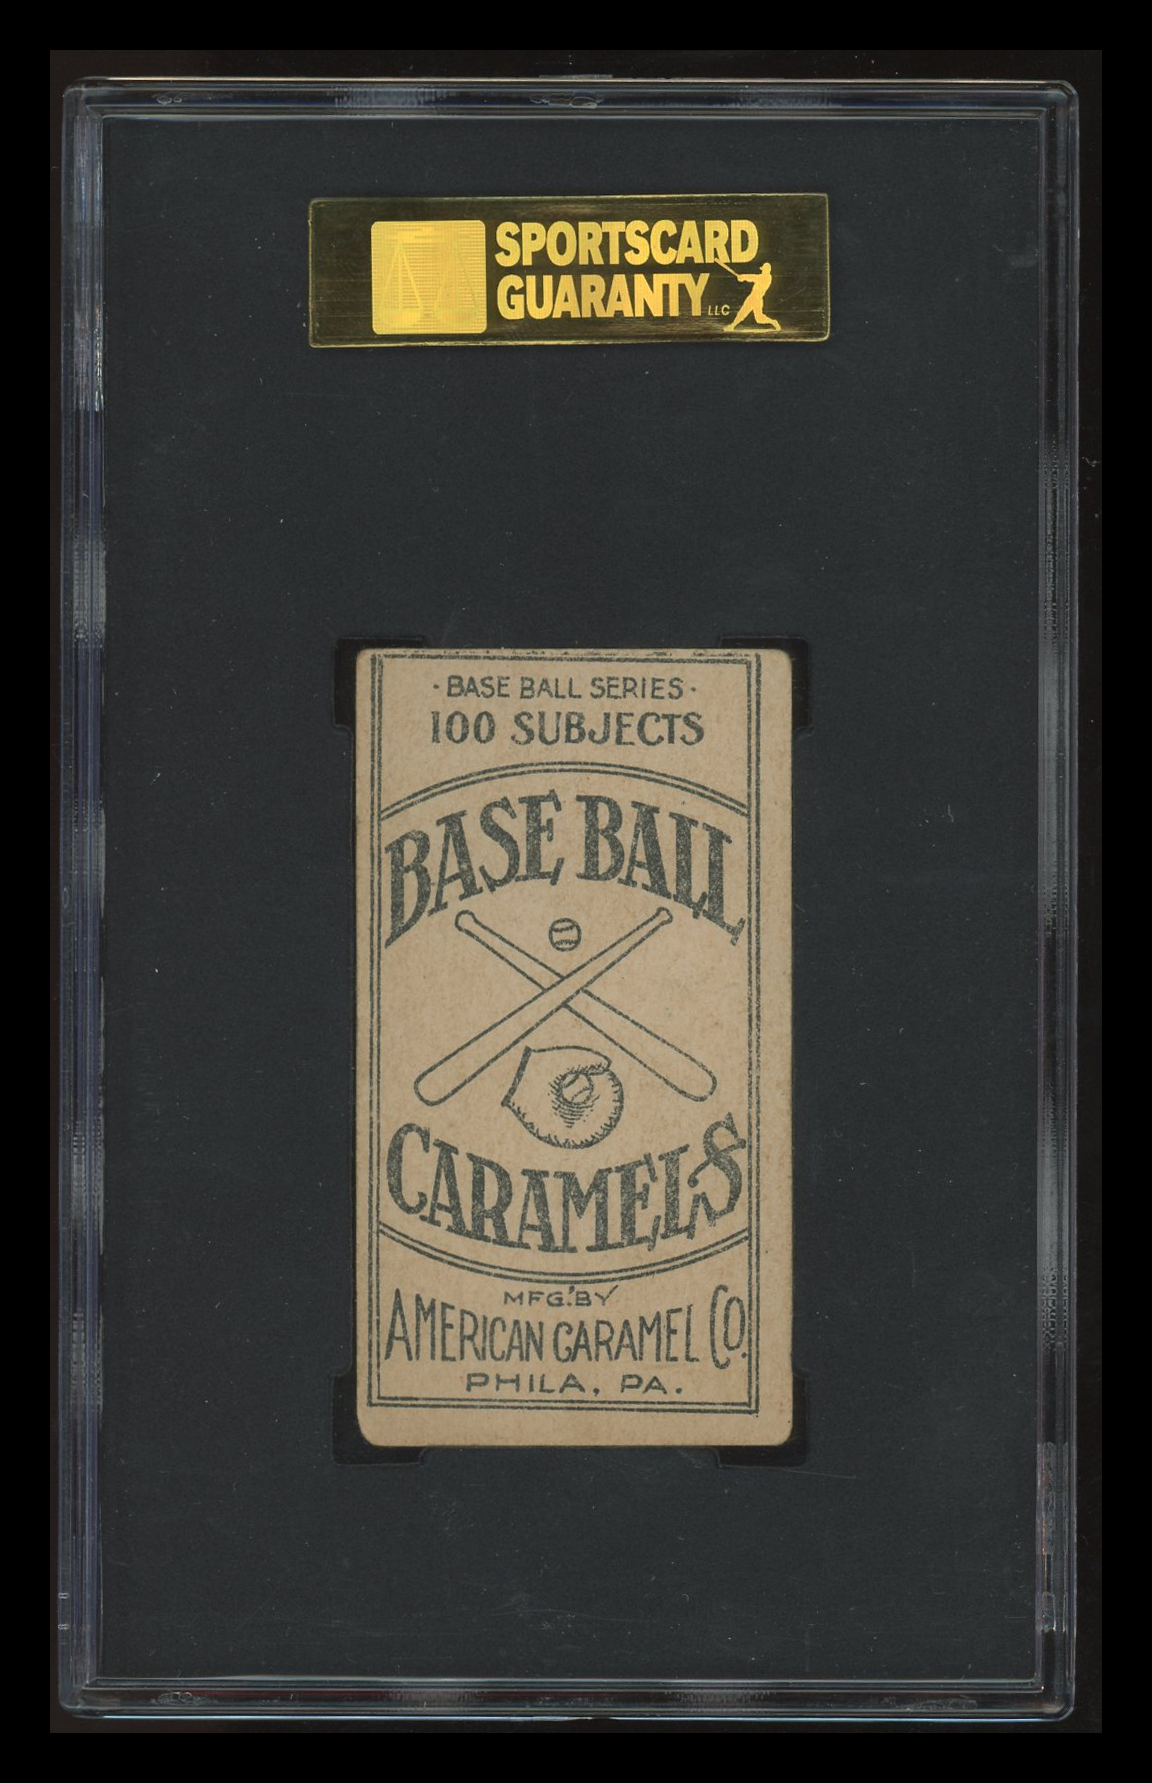 SPORTSCARD
GUARANTY LLC
· BASE BALL SERIES ·
100 SUBJECTS
BASE BALL
CARAMELS
MFG. BY
AMERICAN CARAMEL CO.
PHILA, PA.